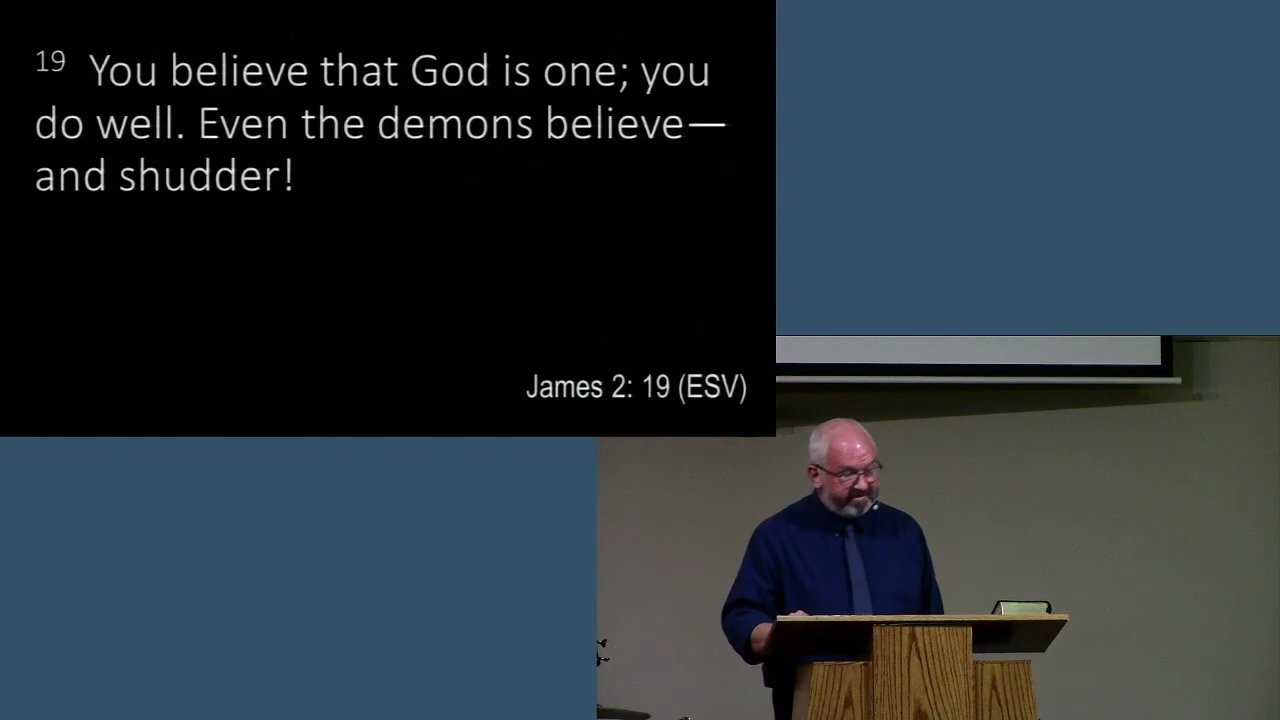 19 You believe that God is one; you
do well. Even the demons believe—
and shudder!
James 2: 19 (ESV)